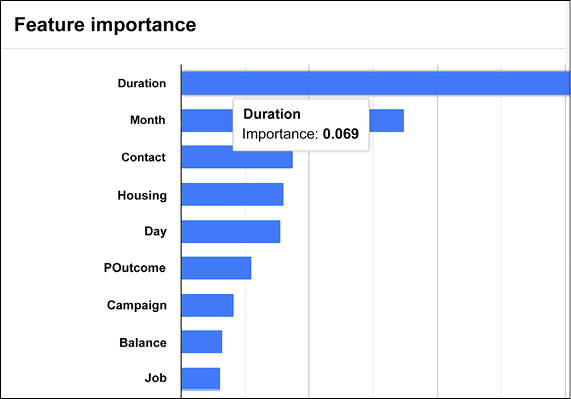 Feature importance
Duration
Month
Duration
Importance: 0.069
Contact
Housing
Day
POutcome
Campaign
Balance
Job